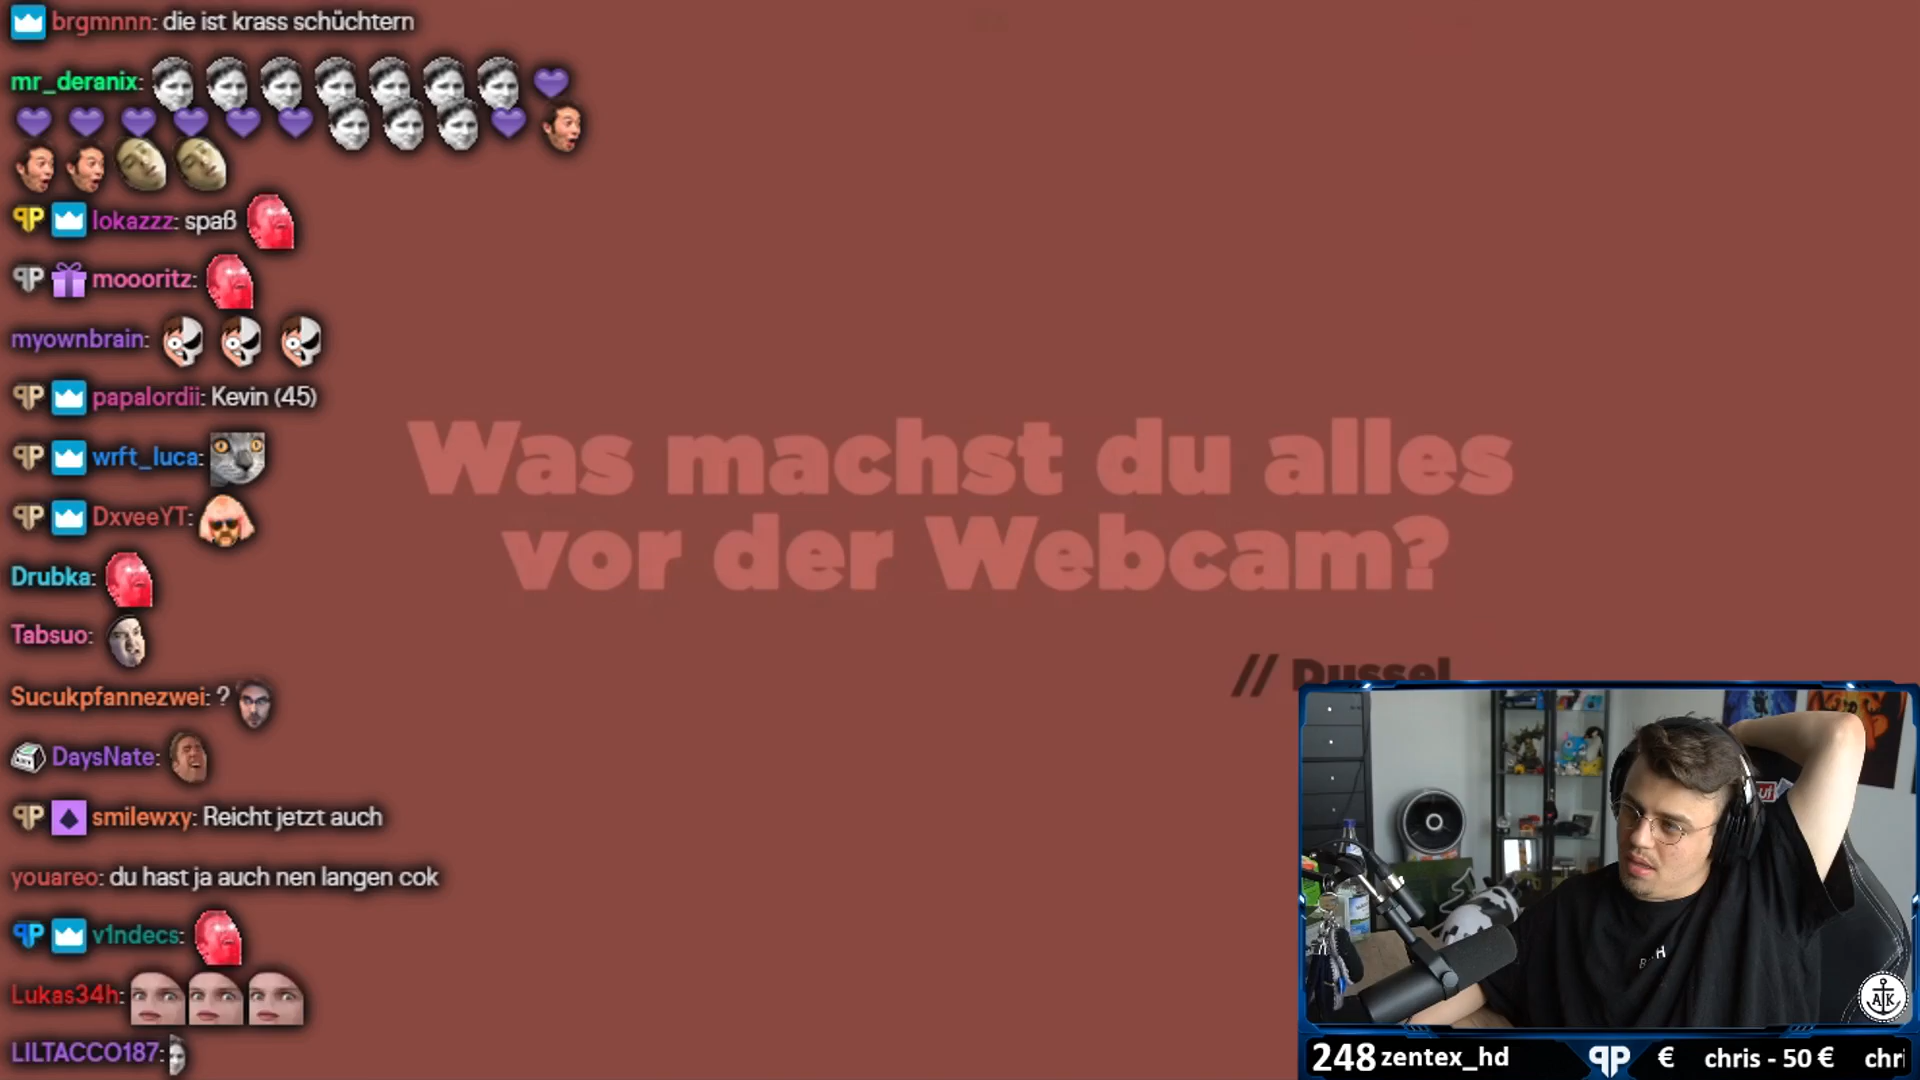 brgmnnn: die ist krass schüchtern
mr_deranix:
lokazzz: spaß
moooritz:
myownbrain:
papalordii: Kevin (45)
wrft_luca:
DxveeYT:
Drubka:
Tabsuo:
Sucukpfannezwei: ?
DaysNate:
smilewxy: Reicht jetzt auch
youareo: du hast ja auch nen langen cok
v1ndecs:
Lukas34h:
LILTACCO187:
Was machst du alles
vor der Webcam?
// Dussel
248 zentex_hd € chris - 50 € chri